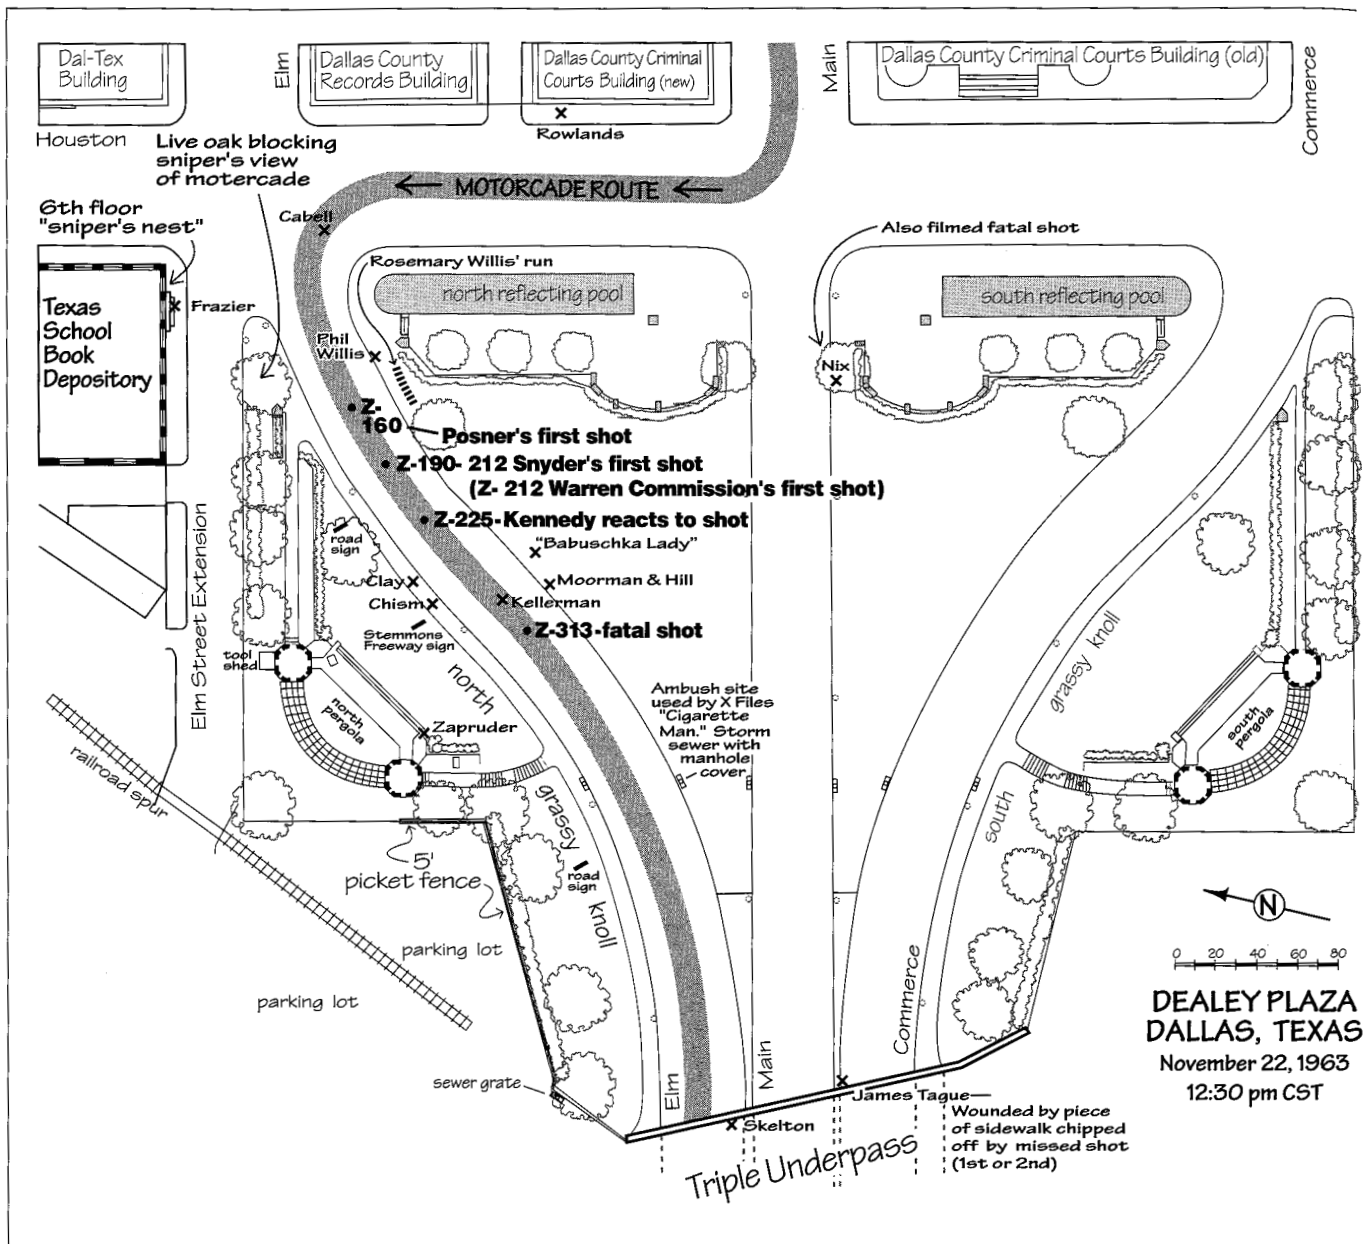 Dal-Tex
Building
Elm
Dallas County
Records Building
Dallas County Criminal
Courts Building (new)
Main
Dallas County Criminal Courts Building (old)
Commerce
Houston
Rowlands
Live oak blocking
sniper's view
of motercade
MOTORCADE ROUTE
6th floor
"sniper's nest"
Cabell
Also filmed fatal shot
Rosemary Willis' run
north reflecting pool
south reflecting pool
Texas
School
Book
Depository
Frazier
Phil
Willis
Nix
Z-
160
Posner's first shot
Z-190- 212 Snyder's first shot
(Z- 212 Warren Commission's first shot)
Z-225-Kennedy reacts to shot
"Babuschka Lady"
road
sign
Clay
Moorman & Hill
Chism
Kellerman
Stemmons
Freeway sign
Z-313-fatal shot
Elm Street Extension
tool
shed
north
grassy knoll
north
pergola
Zapruder
south
pergola
Ambush site
used by X Files
"Cigarette
Man." Storm
sewer with
manhole
cover
railroad spur
grassy
knoll
south
5'
picket fence
road
sign
parking lot
parking lot
N
0 20 40 60 80
DEALEY PLAZA
DALLAS, TEXAS
November 22, 1963
12:30 pm CST
Commerce
Main
Elm
sewer grate
James Tague
Skelton
Wounded by piece
of sidewalk chipped
off by missed shot
(1st or 2nd)
Triple Underpass